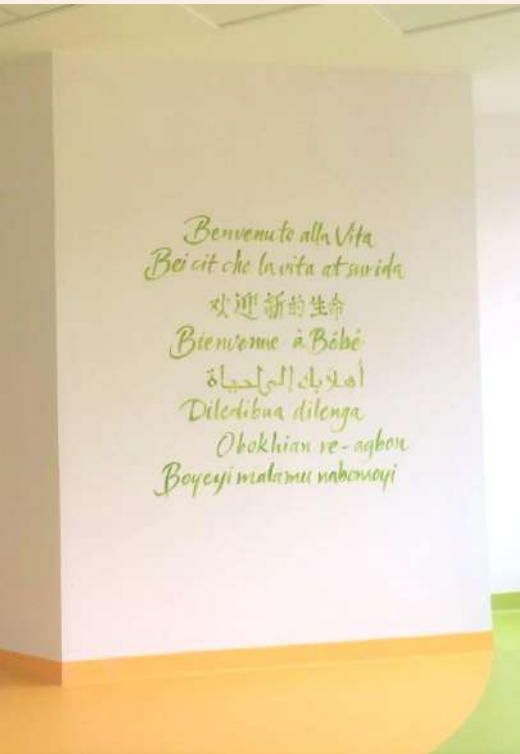 Benvenuto alla Vita
Bei cit che la vita at surida
欢迎新的生命
Bienvenue à Bébé
أهلا بك إلى لحياة
Diledibua dilenga
Obokhian re-agbon
Boyeyi malamu nabomoyi